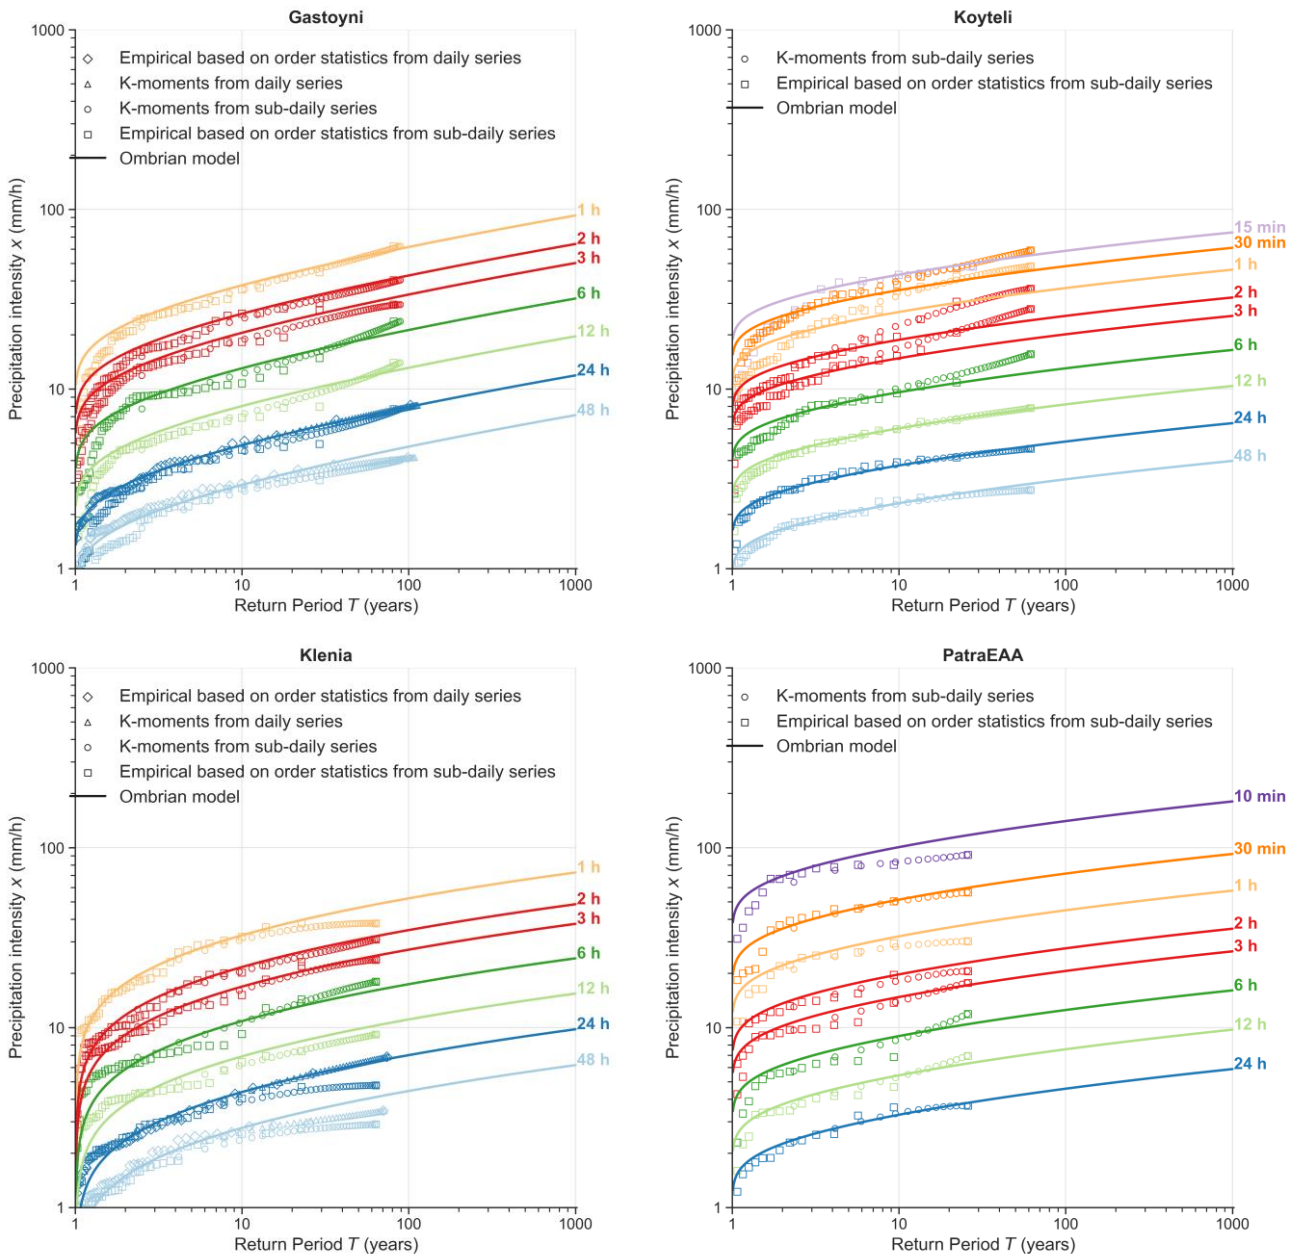 Gastoyni
1000
100
10
1
Precipitation intensity x (mm/h)
Empirical based on order statistics from daily series
K-moments from daily series
K-moments from sub-daily series
Empirical based on order statistics from sub-daily series
Ombrian model
1 h
2 h
3 h
6 h
12 h
24 h
48 h
1 10 100 1000
Return Period T (years)
Koyteli
1000
100
10
1
Precipitation intensity x (mm/h)
K-moments from sub-daily series
Empirical based on order statistics from sub-daily series
Ombrian model
15 min
30 min
1 h
2 h
3 h
6 h
12 h
24 h
48 h
1 10 100 1000
Return Period T (years)
Klenia
1000
100
10
1
Precipitation intensity x (mm/h)
Empirical based on order statistics from daily series
K-moments from daily series
K-moments from sub-daily series
Empirical based on order statistics from sub-daily series
Ombrian model
1 h
2 h
3 h
6 h
12 h
24 h
48 h
1 10 100 1000
Return Period T (years)
PatraEAA
1000
100
10
1
Precipitation intensity x (mm/h)
K-moments from sub-daily series
Empirical based on order statistics from sub-daily series
Ombrian model
10 min
30 min
1 h
2 h
3 h
6 h
12 h
24 h
1 10 100 1000
Return Period T (years)